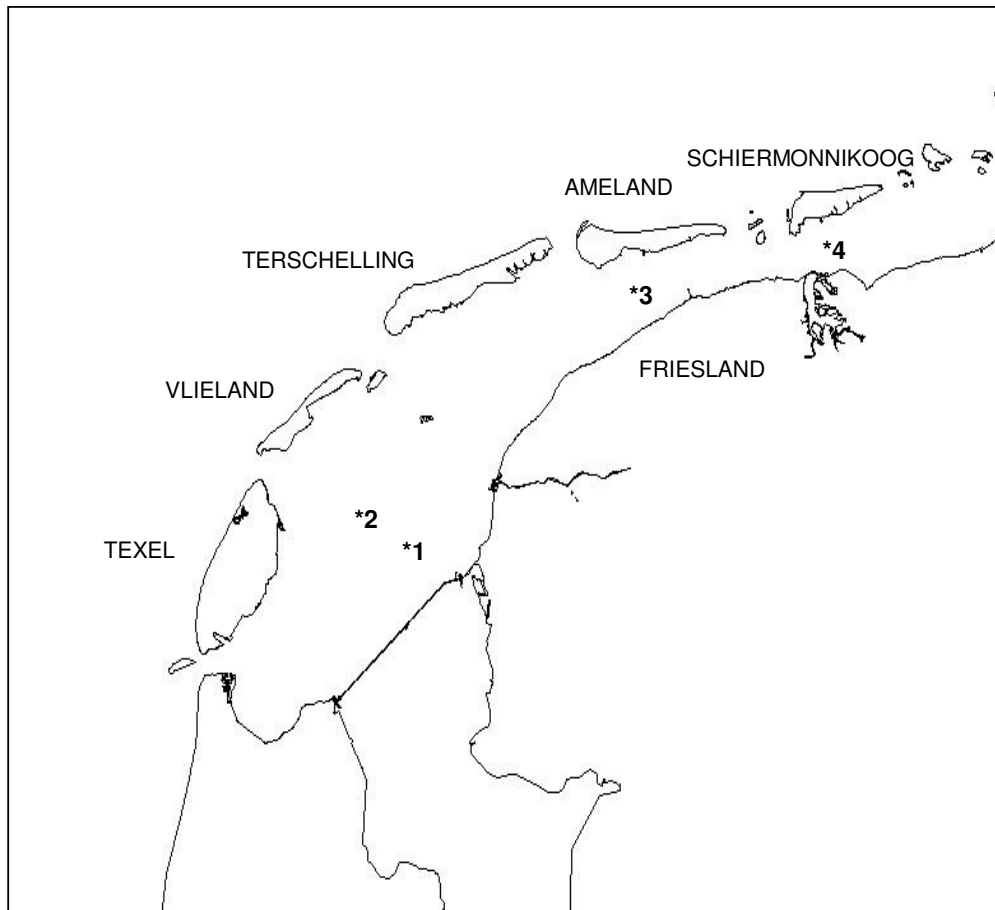 SCHIERMONNIKOOG
AMELAND
*4
TERSCHELLING
*3
FRIESLAND
VLIELAND
*2
*1
TEXEL